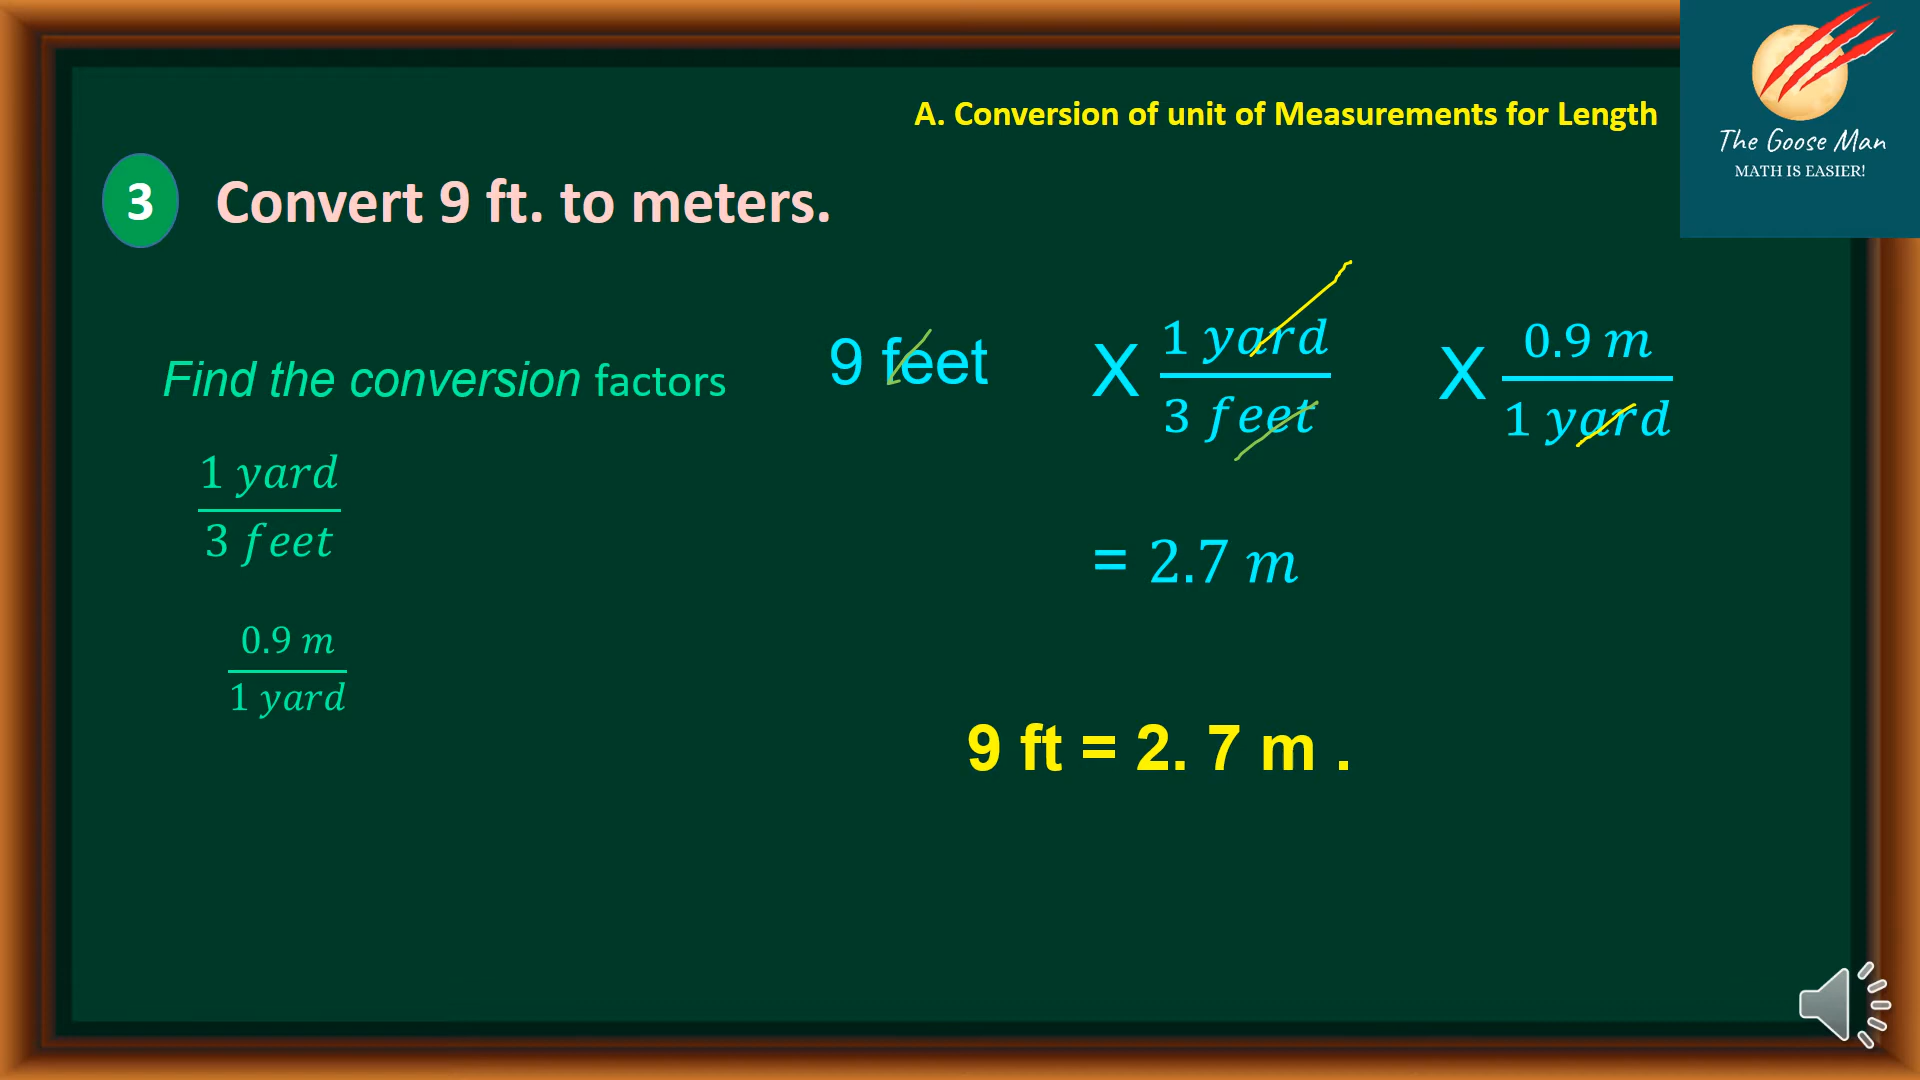 A. Conversion of unit of Measurements for Length
The Goose Man
MATH IS EASIER!
3 Convert 9 ft. to meters.
Find the conversion factors
1 yard
3 feet
0.9 m
1 yard
9 feet X 1 yard / 3 feet X 0.9 m / 1 yard
= 2.7 m
9 ft = 2. 7 m .